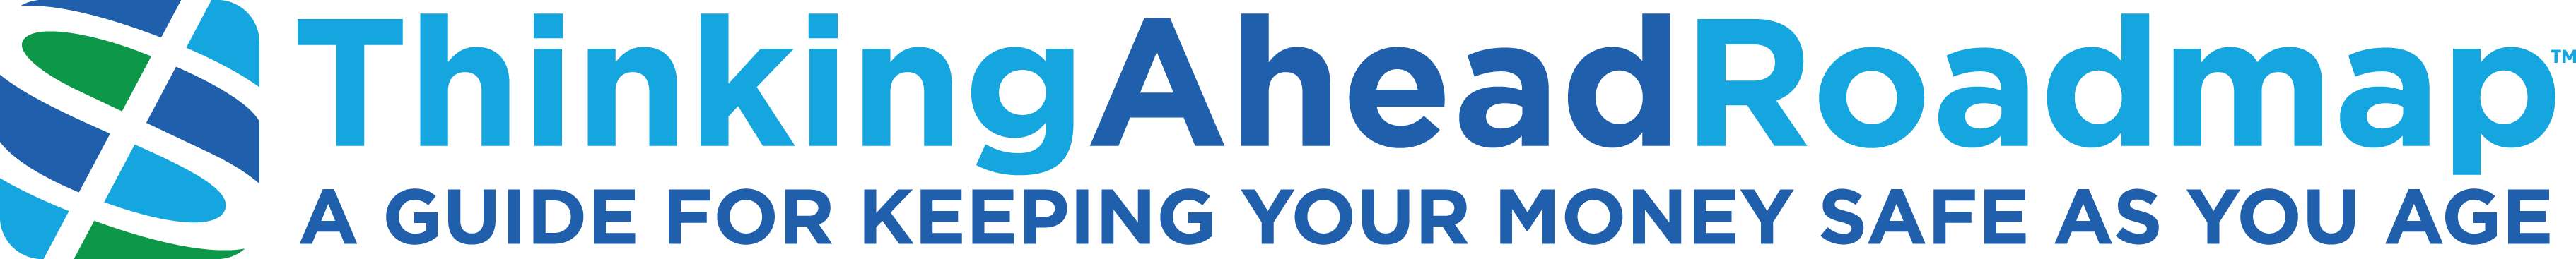 ThinkingAheadRoadmap™
A GUIDE FOR KEEPING YOUR MONEY SAFE AS YOU AGE